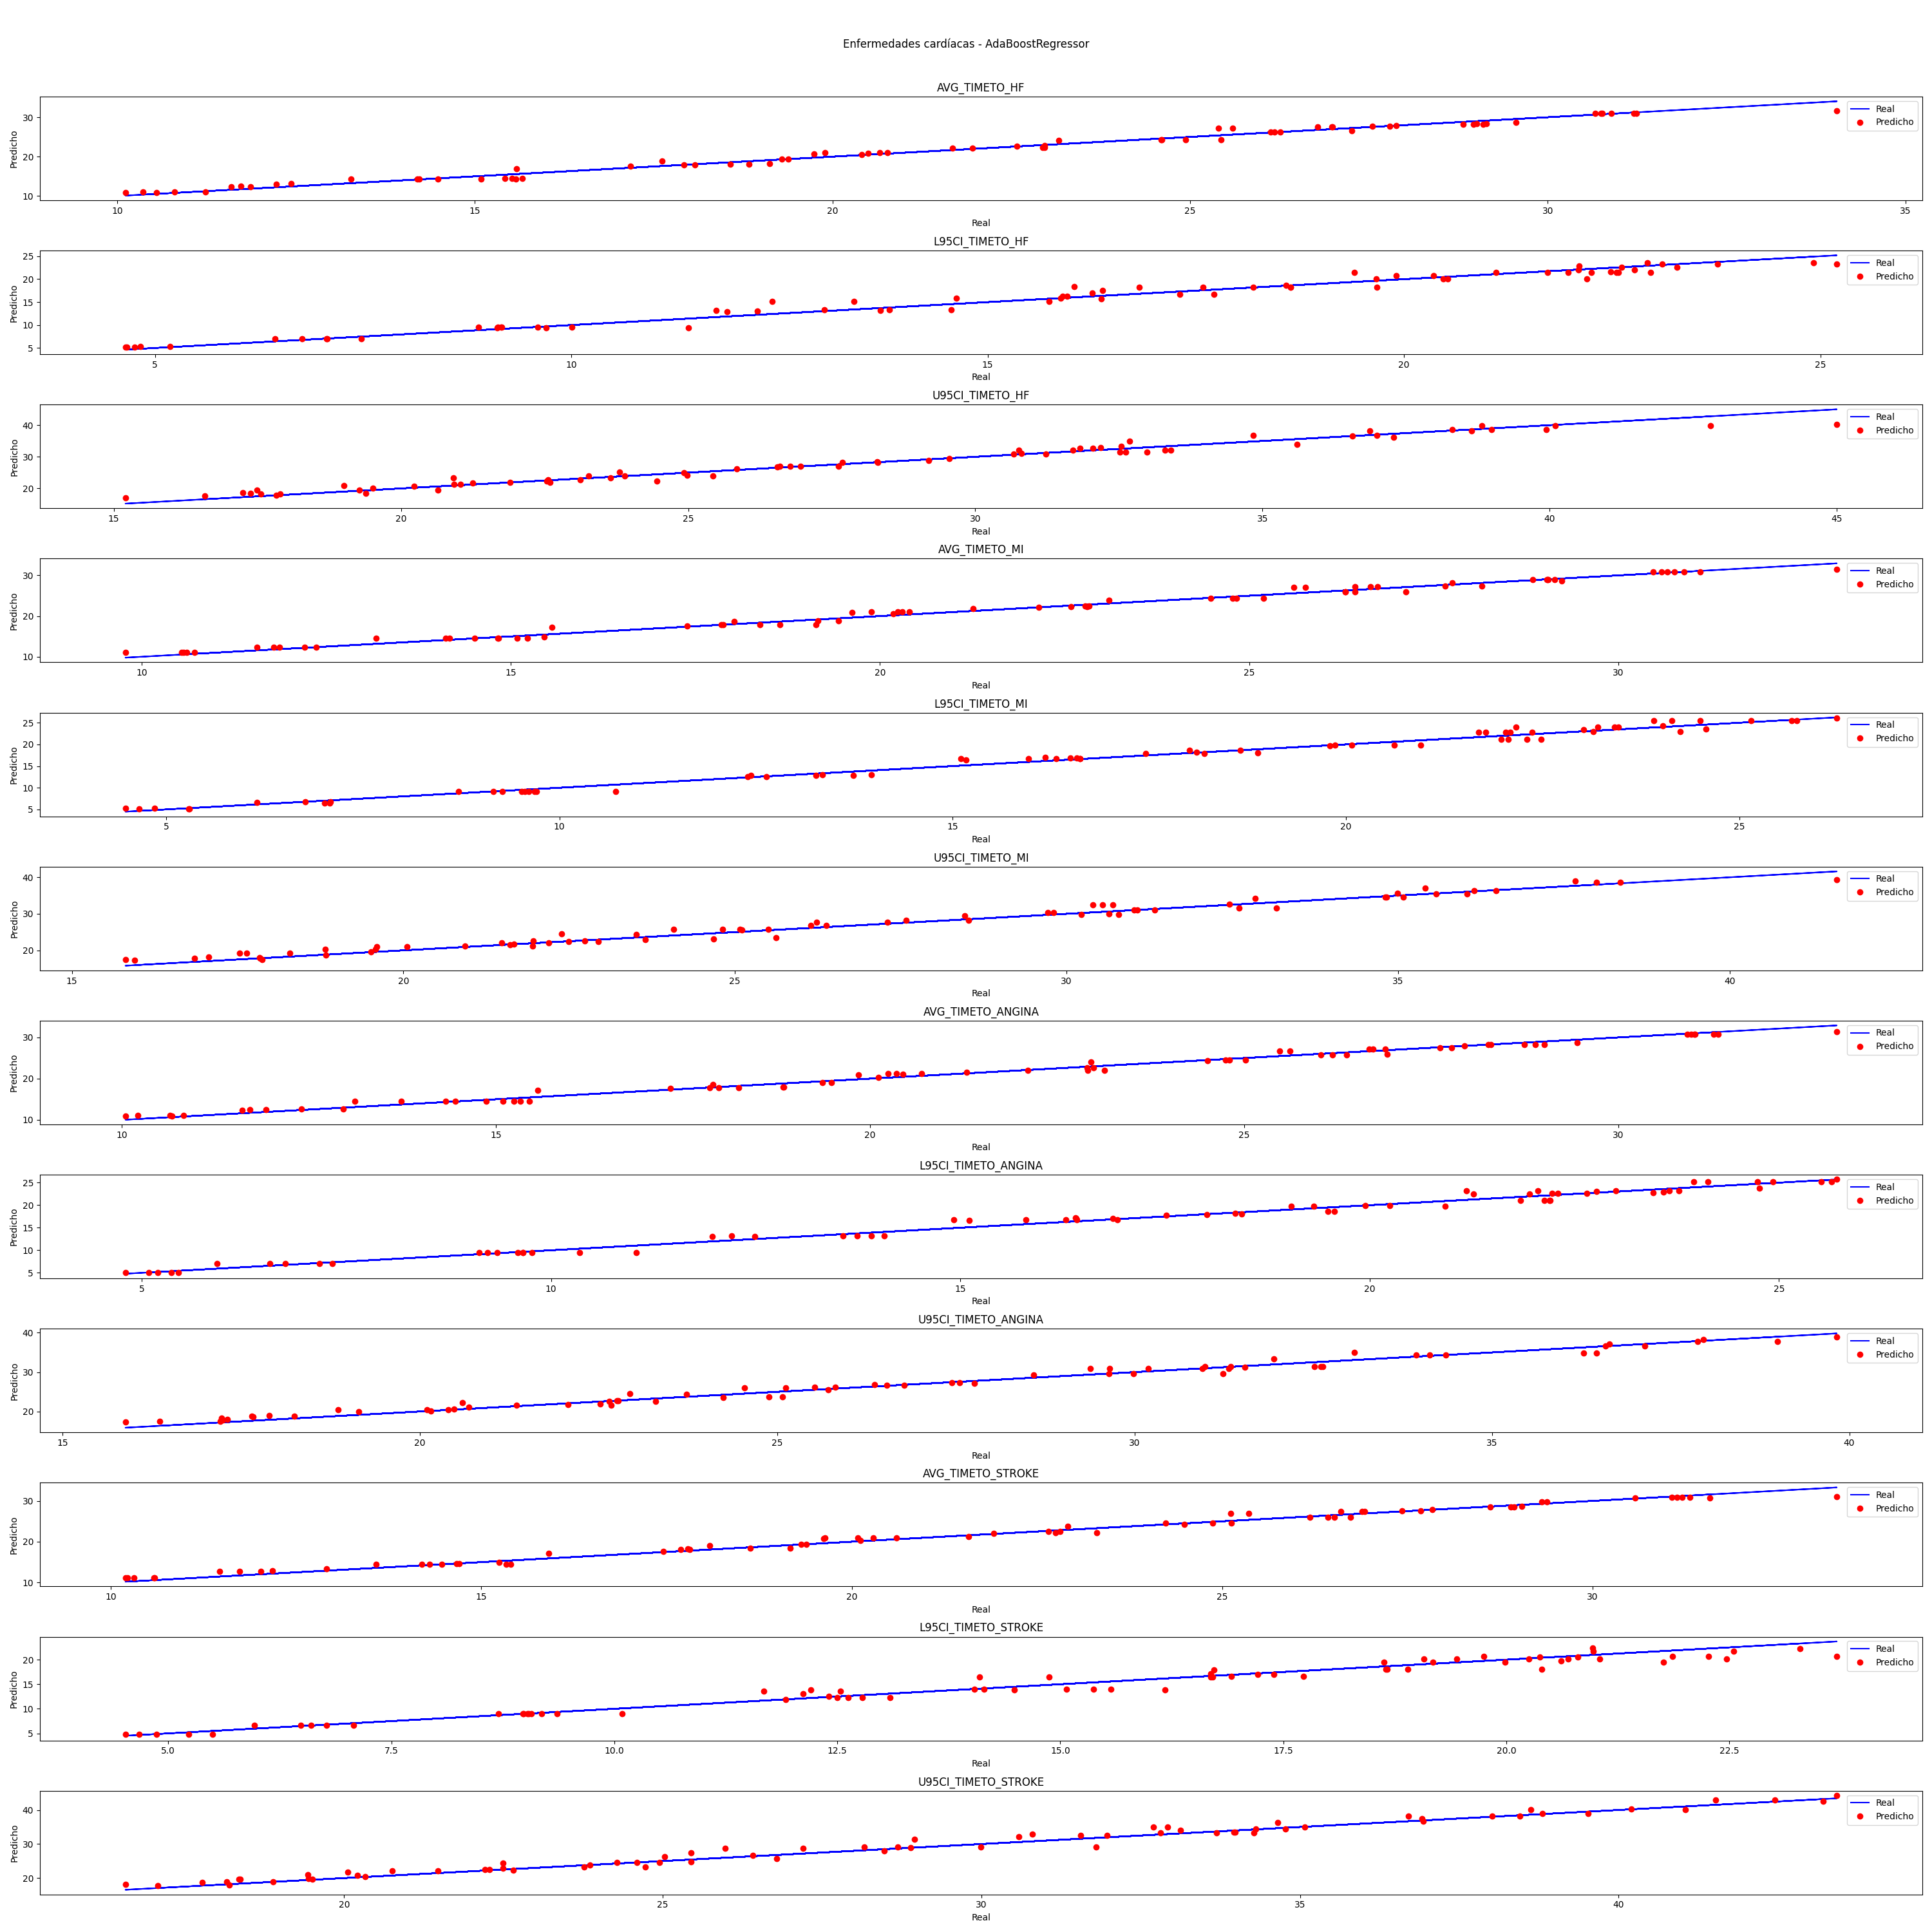 Enfermedades cardíacas - AdaBoostRegressor
AVG_TIMETO_HF
Predicho
30
20
10
Real
Predicho
10 15 20 25 30 35
Real
L95CI_TIMETO_HF
Predicho
25
20
15
10
5
Real
Predicho
5 10 15 20 25
Real
U95CI_TIMETO_HF
Predicho
40
30
20
Real
Predicho
15 20 25 30 35 40 45
Real
AVG_TIMETO_MI
Predicho
30
20
10
Real
Predicho
10 15 20 25 30
Real
L95CI_TIMETO_MI
Predicho
25
20
15
10
5
Real
Predicho
5 10 15 20 25
Real
U95CI_TIMETO_MI
Predicho
40
30
20
Real
Predicho
15 20 25 30 35 40
Real
AVG_TIMETO_ANGINA
Predicho
30
20
10
Real
Predicho
10 15 20 25 30
Real
L95CI_TIMETO_ANGINA
Predicho
25
20
15
10
5
Real
Predicho
5 10 15 20 25
Real
U95CI_TIMETO_ANGINA
Predicho
40
30
20
Real
Predicho
15 20 25 30 35 40
Real
AVG_TIMETO_STROKE
Predicho
30
20
10
Real
Predicho
10 15 20 25 30
Real
L95CI_TIMETO_STROKE
Predicho
20
15
10
5
Real
Predicho
5.0 7.5 10.0 12.5 15.0 17.5 20.0 22.5
Real
U95CI_TIMETO_STROKE
Predicho
40
30
20
Real
Predicho
20 25 30 35 40
Real